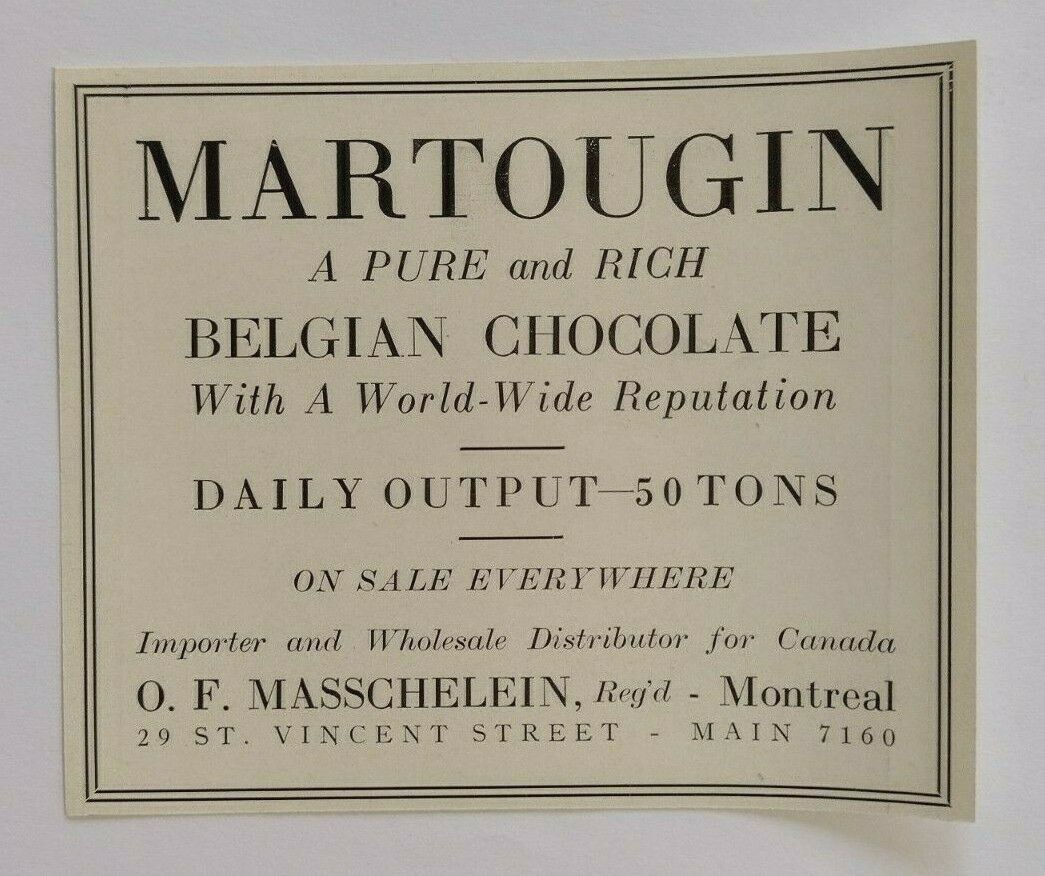 MARTOUGIN
A PURE and RICH
BELGIAN CHOCOLATE
With A World-Wide Reputation
DAILY OUTPUT—50 TONS
ON SALE EVERYWHERE
Importer and Wholesale Distributor for Canada
O. F. MASSCHELEIN, Reg'd - Montreal
29 ST. VINCENT STREET - MAIN 7160